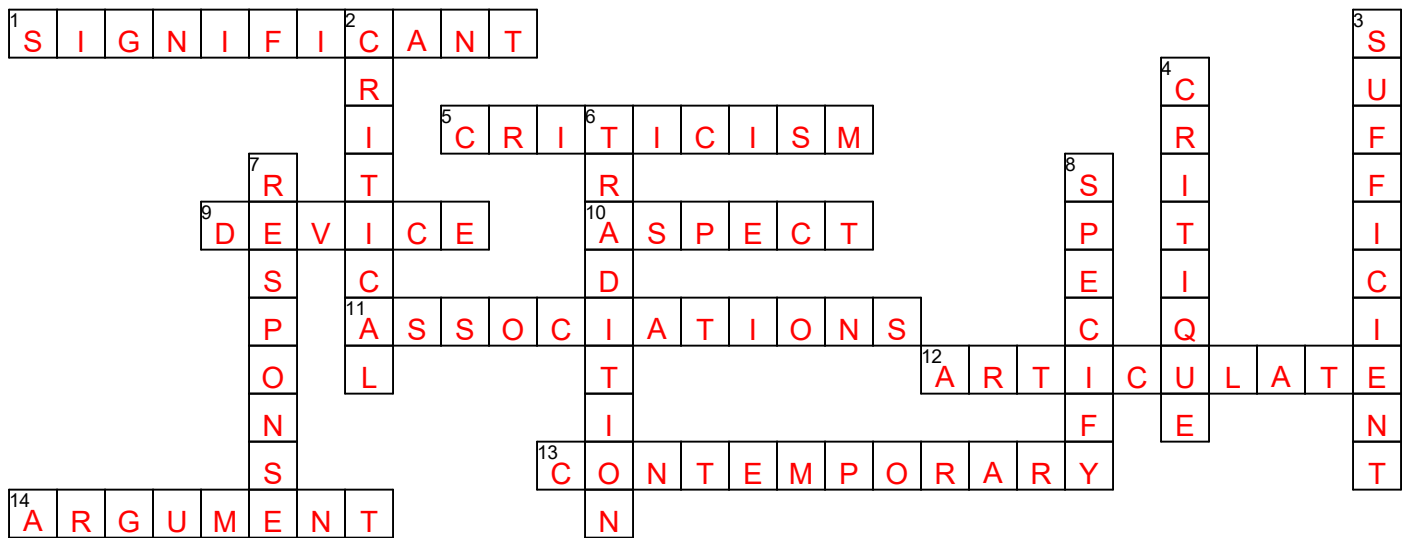 1 SIGNIFICANT
2 CRITICAL
3 SUFFICIENT
4 CRITIQUE
5 CRITICISM
6 TRADITION
7 RESPONSE
8 SPECIFY
9 DEVICE
10 ASPECT
11 ASSOCIATIONS
12 ARTICULATE
13 CONTEMPORARY
14 ARGUMENT